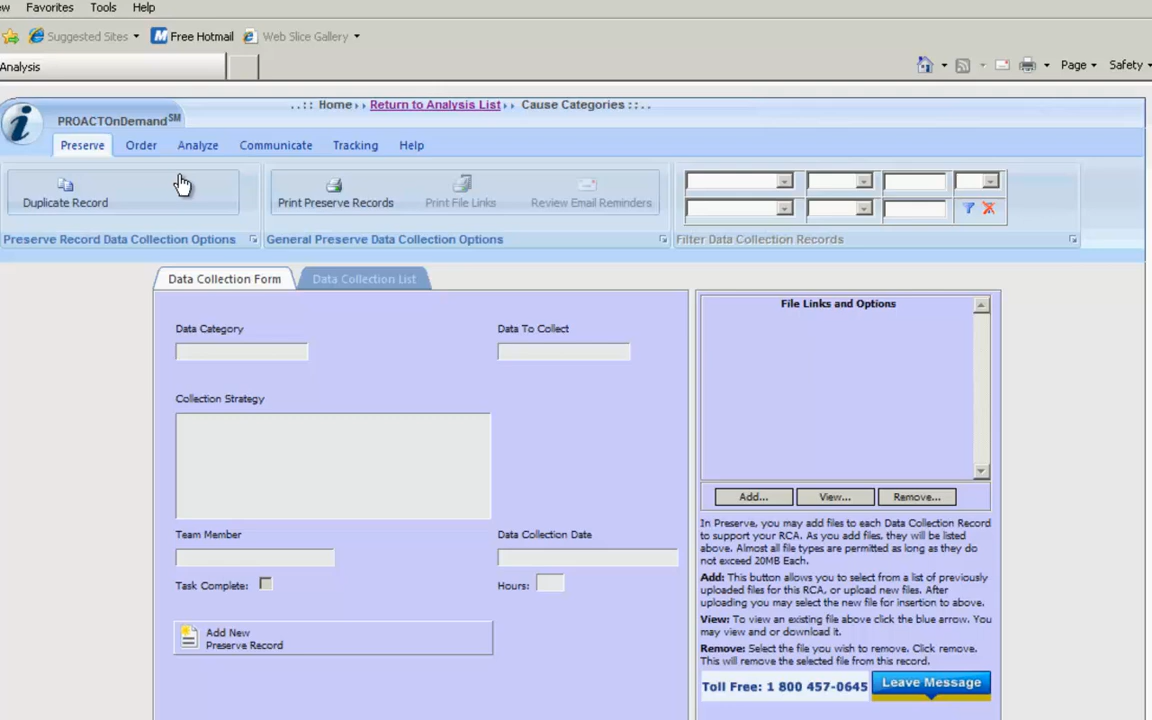 w Favorites Tools Help
Suggested Sites Free Hotmail Web Slice Gallery
Analysis
Page Safety
..:: Home Return to Analysis List Cause Categories ::..
PROACTOnDemand SM
Preserve Order Analyze Communicate Tracking Help
Duplicate Record Print Preserve Records Print File Links Review Email Reminders
Preserve Record Data Collection Options General Preserve Data Collection Options Filter Data Collection Records
Data Collection Form Data Collection List
File Links and Options
Data Category Data To Collect
Collection Strategy
Add... View... Remove...
In Preserve, you may add files to each Data Collection Record
to support your RCA. As you add files, they will be listed
above. Almost all file types are permitted as long as they do
not exceed 20MB Each.
Team Member Data Collection Date
Task Complete: Hours:
Add: This button allows you to select from a list of previously
uploaded files for this RCA, or upload new files. After
uploading you may select the new file for insertion to above.
View: To view an existing file above click the blue arrow. You
may view and or download it.
Add New
Preserve Record
Remove: Select the file you wish to remove. Click remove.
This will remove the selected file from this record.
Toll Free: 1 800 457-0645 Leave Message